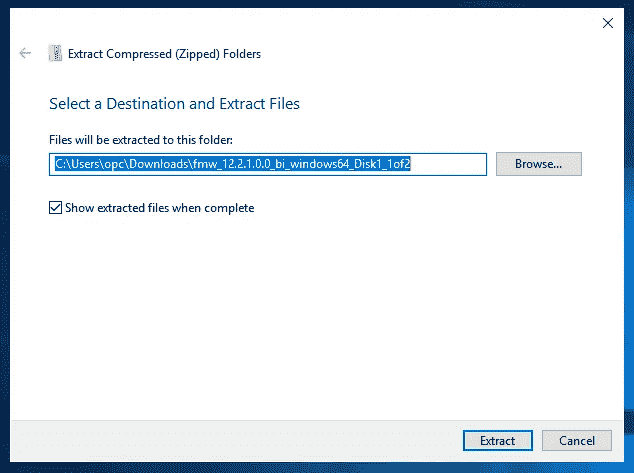 Extract Compressed (Zipped) Folders
Select a Destination and Extract Files
Files will be extracted to this folder:
C:\Users\opc\Downloads\fmw_12.2.1.0.0_bi_windows64_Disk1_1of2
Browse...
Show extracted files when complete
Extract
Cancel